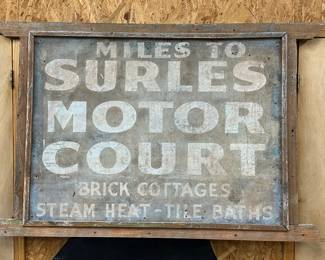 MILES TO
SURLES
MOTOR
COURT
BRICK COTTAGES
STEAM HEAT-TILE BATHS